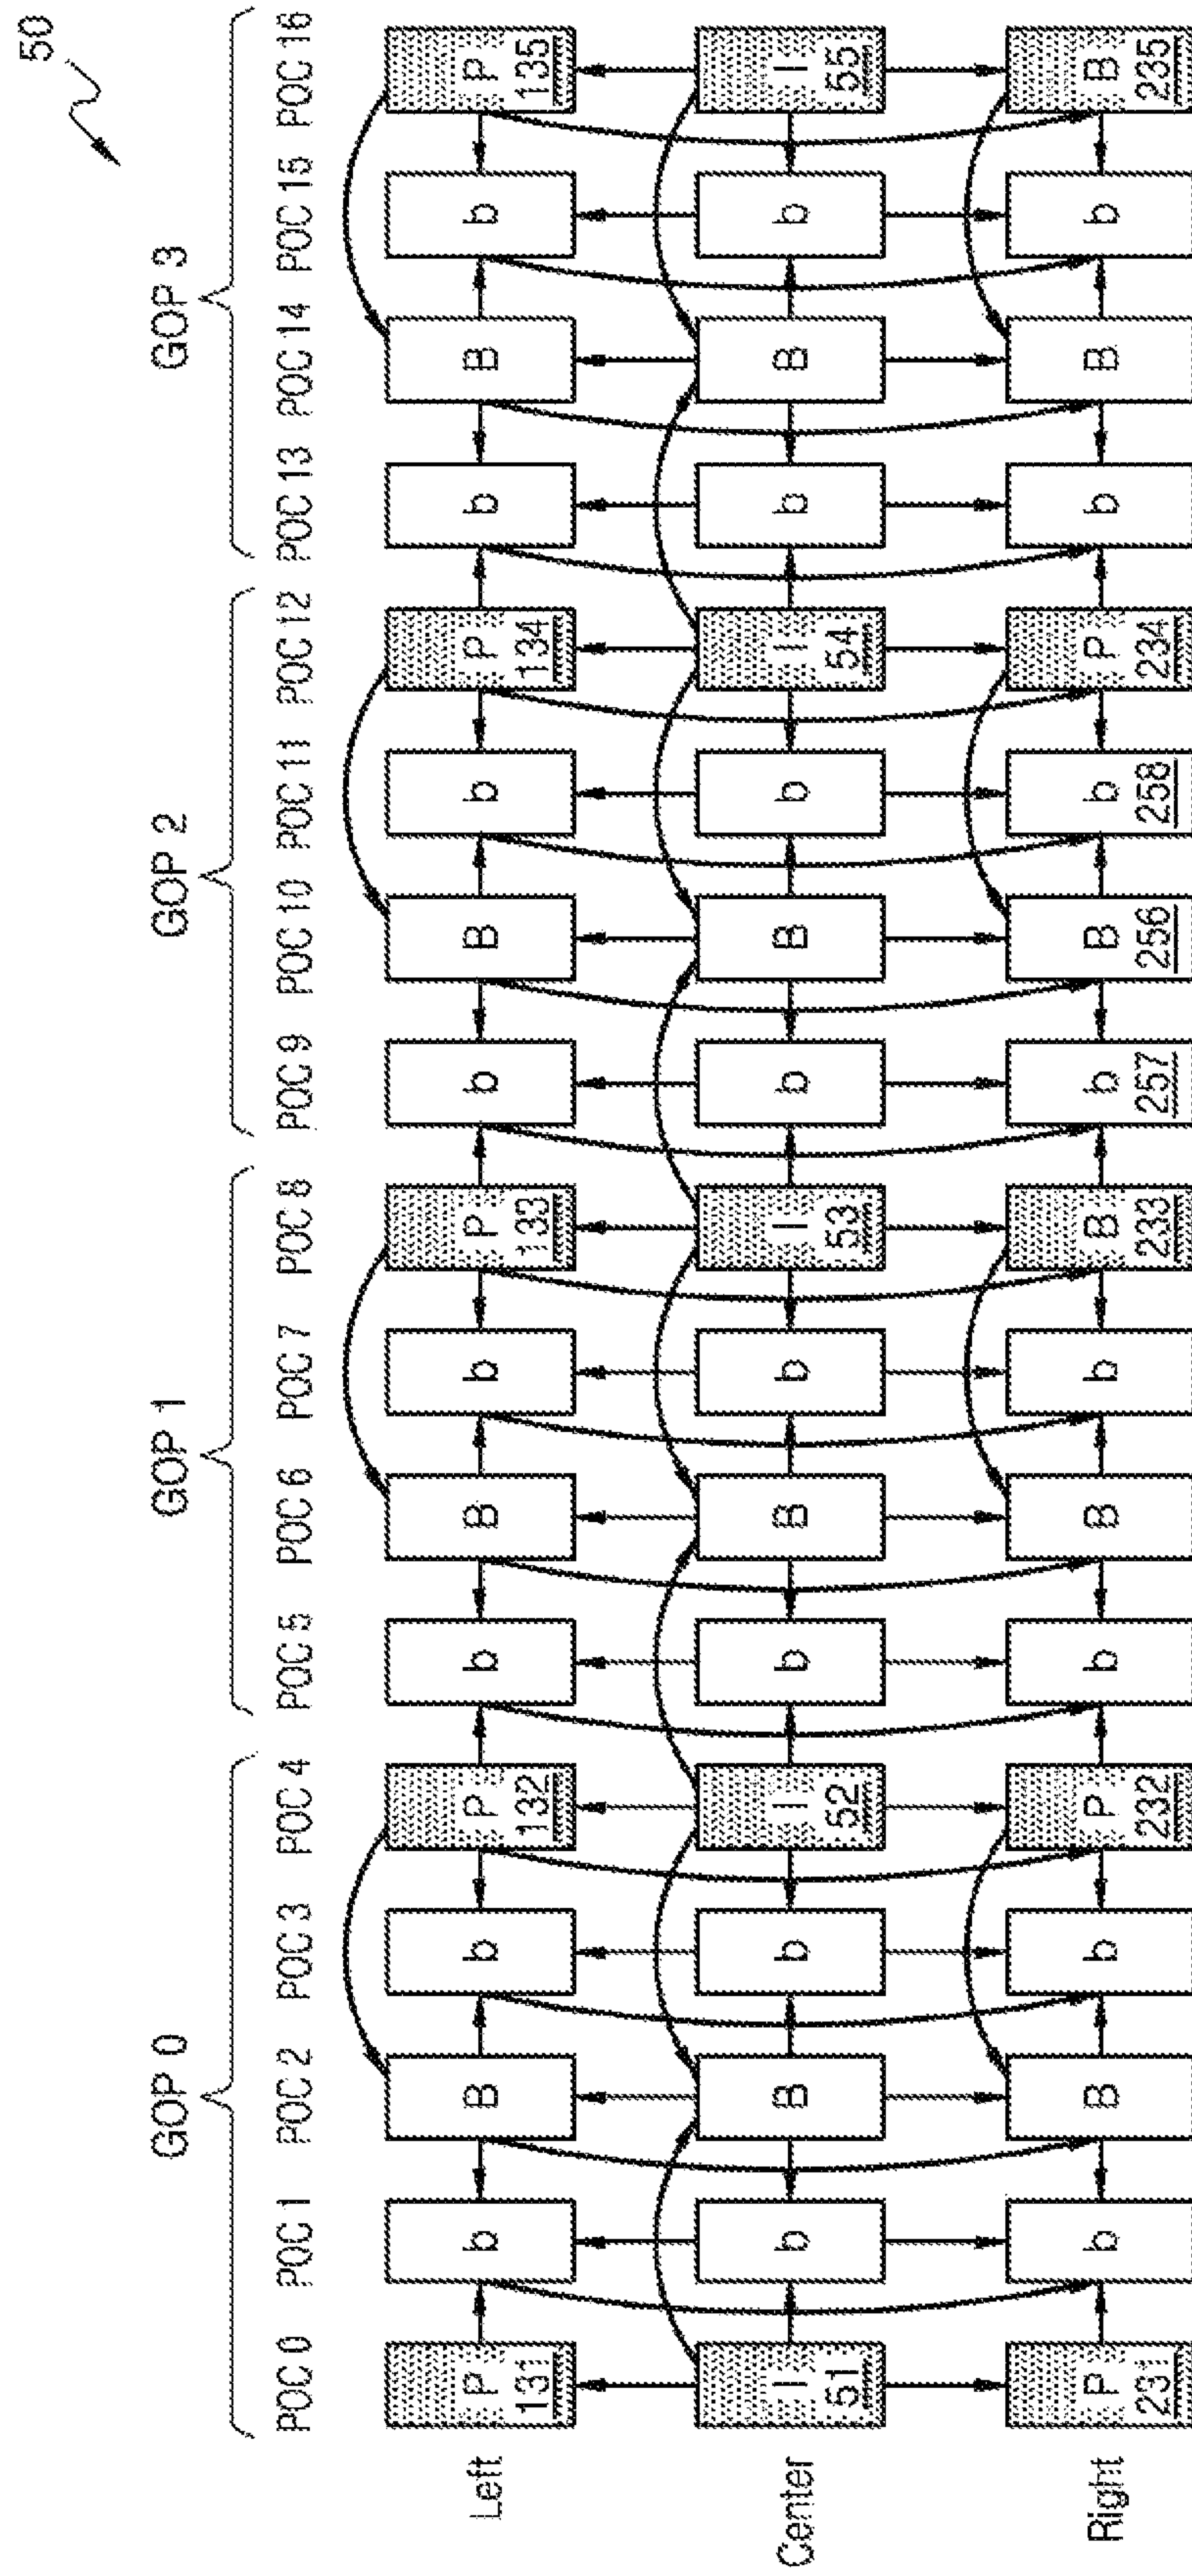 50
GOP 0 GOP 1 GOP 2 GOP 3
POC 0 POC 1 POC 2 POC 3 POC 4 POC 5 POC 6 POC 7 POC 8 POC 9 POC 10 POC 11 POC 12 POC 13 POC 14 POC 15 POC 16
Left P b B b P b B b P b B b P b B b P
131 132 133 134 135
Center I b B b I b B b I b B b I b B b I
51 52 53 54 55
Right P b B b P b B b B b B b P b B b B
231 232 233 257 256 258 234 235